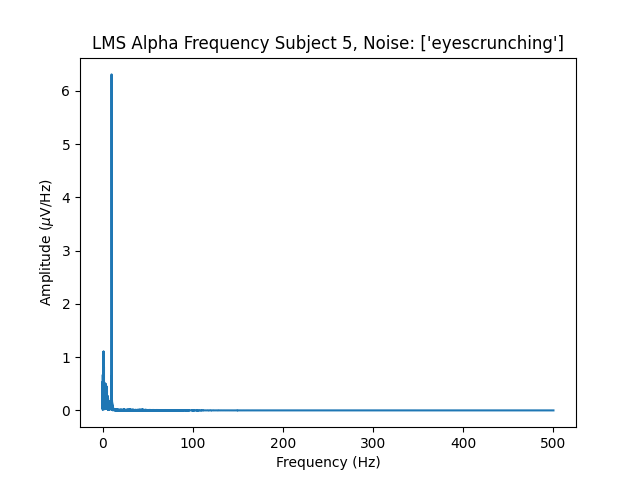 LMS Alpha Frequency Subject 5, Noise: ['eyescrunching']
Amplitude (μV/Hz)
6
5
4
3
2
1
0
0 100 200 300 400 500
Frequency (Hz)